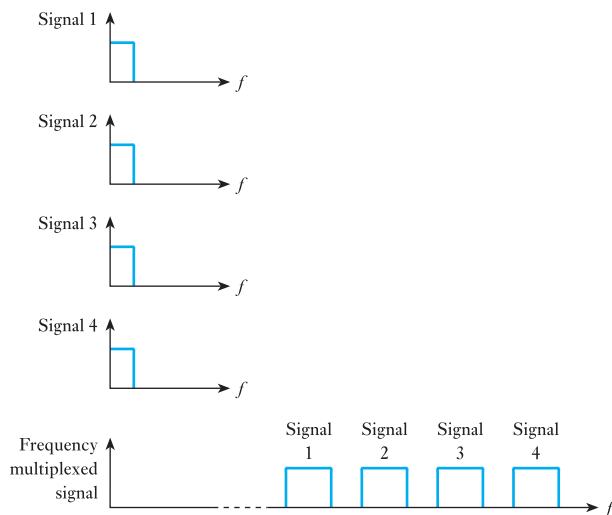 Signal 1
f
Signal 2
f
Signal 3
f
Signal 4
f
Frequency
multiplexed
signal
Signal
1
Signal
2
Signal
3
Signal
4
f